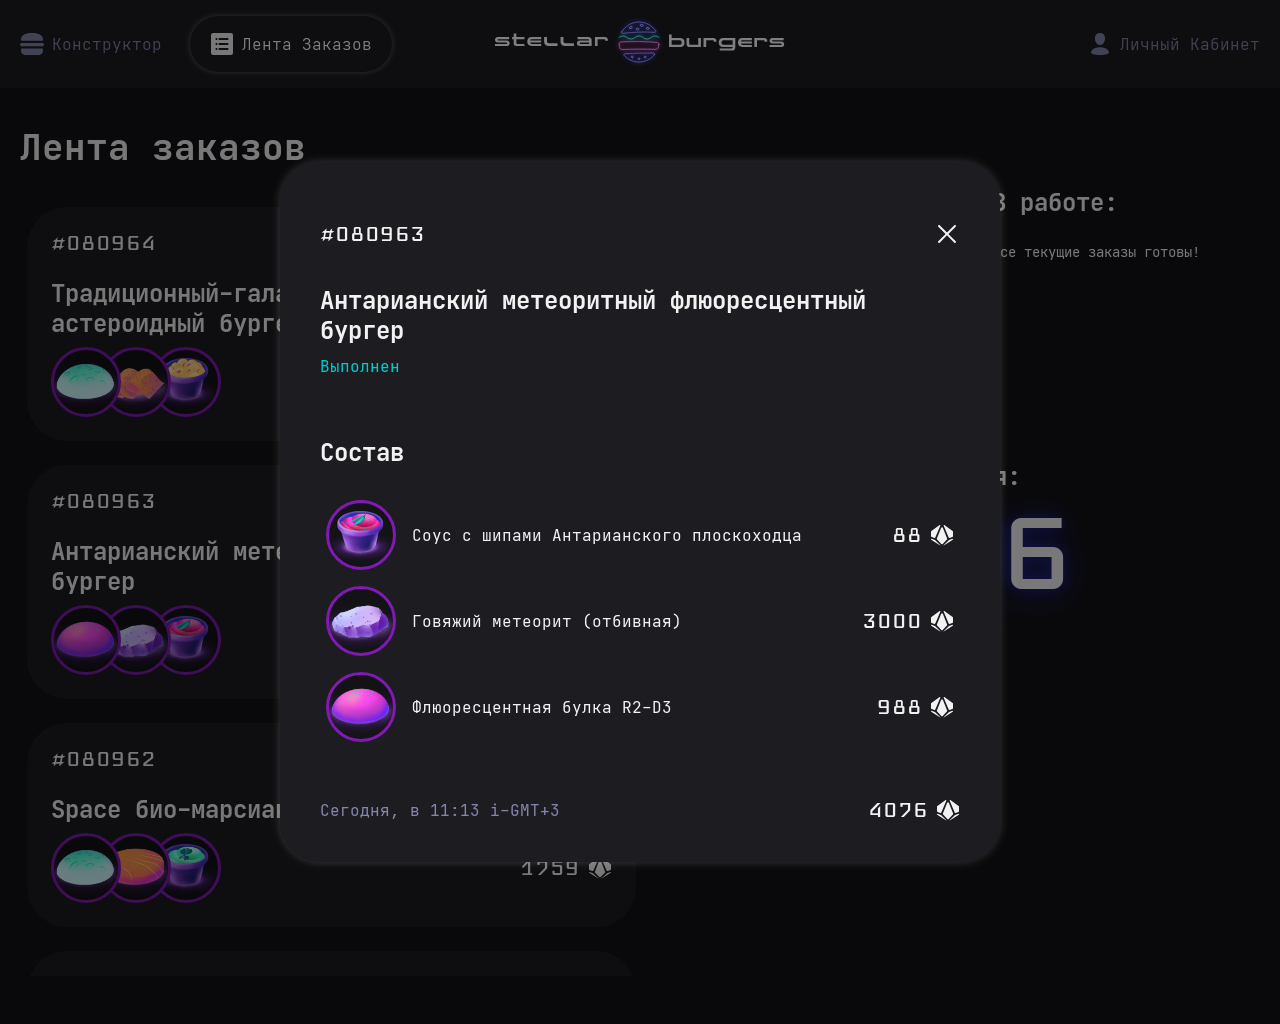 Конструктор
Лента Заказов
stellar burgers
Личный Кабинет
Лента заказов
#080964
Традиционный-гала
астероидный бурге
#080963
Антарианский мете
бургер
#080962
Space био-марсиан
1759
В работе:
се текущие заказы готовы!
я:
6
#080963
Антарианский метеоритный флюоресцентный
бургер
Выполнен
Состав
Соус с шипами Антарианского плоскоходца
88
Говяжий метеорит (отбивная)
3000
Флюоресцентная булка R2-D3
988
Сегодня, в 11:13 i-GMT+3
4076